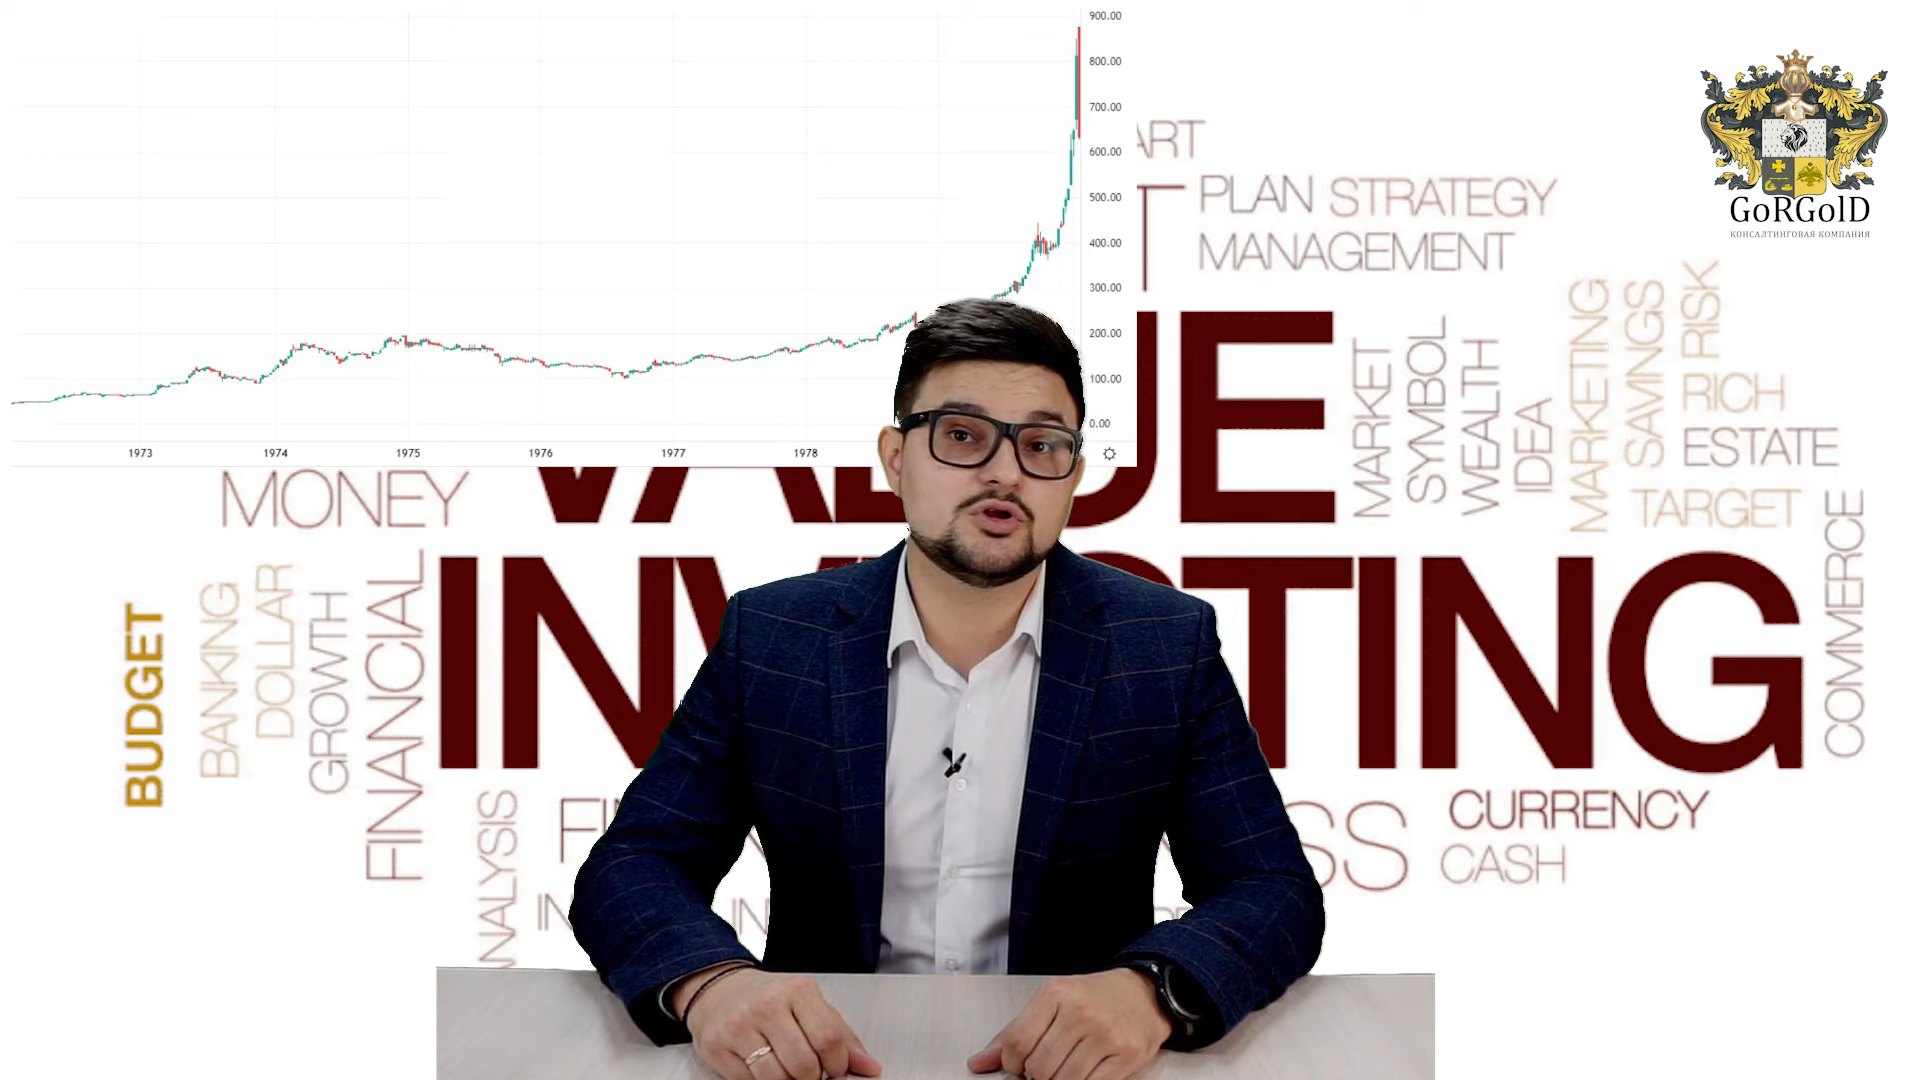 900.00
800.00
700.00
600.00
500.00
400.00
300.00
200.00
100.00
0.00
1973
1974
1975
1976
1977
1978
GoRGolD
КОНСАЛТИНГОВАЯ КОМПАНИЯ
PLAN STRATEGY
MANAGEMENT
MARKET
SYMBOL
WEALTH
IDEA
MARKETING
SAVINGS
RISK
RICH
ESTATE
TARGET
COMMERCE
MONEY
BUDGET
BANKING
DOLLAR
GROWTH
FINANCIAL
CURRENCY
CASH